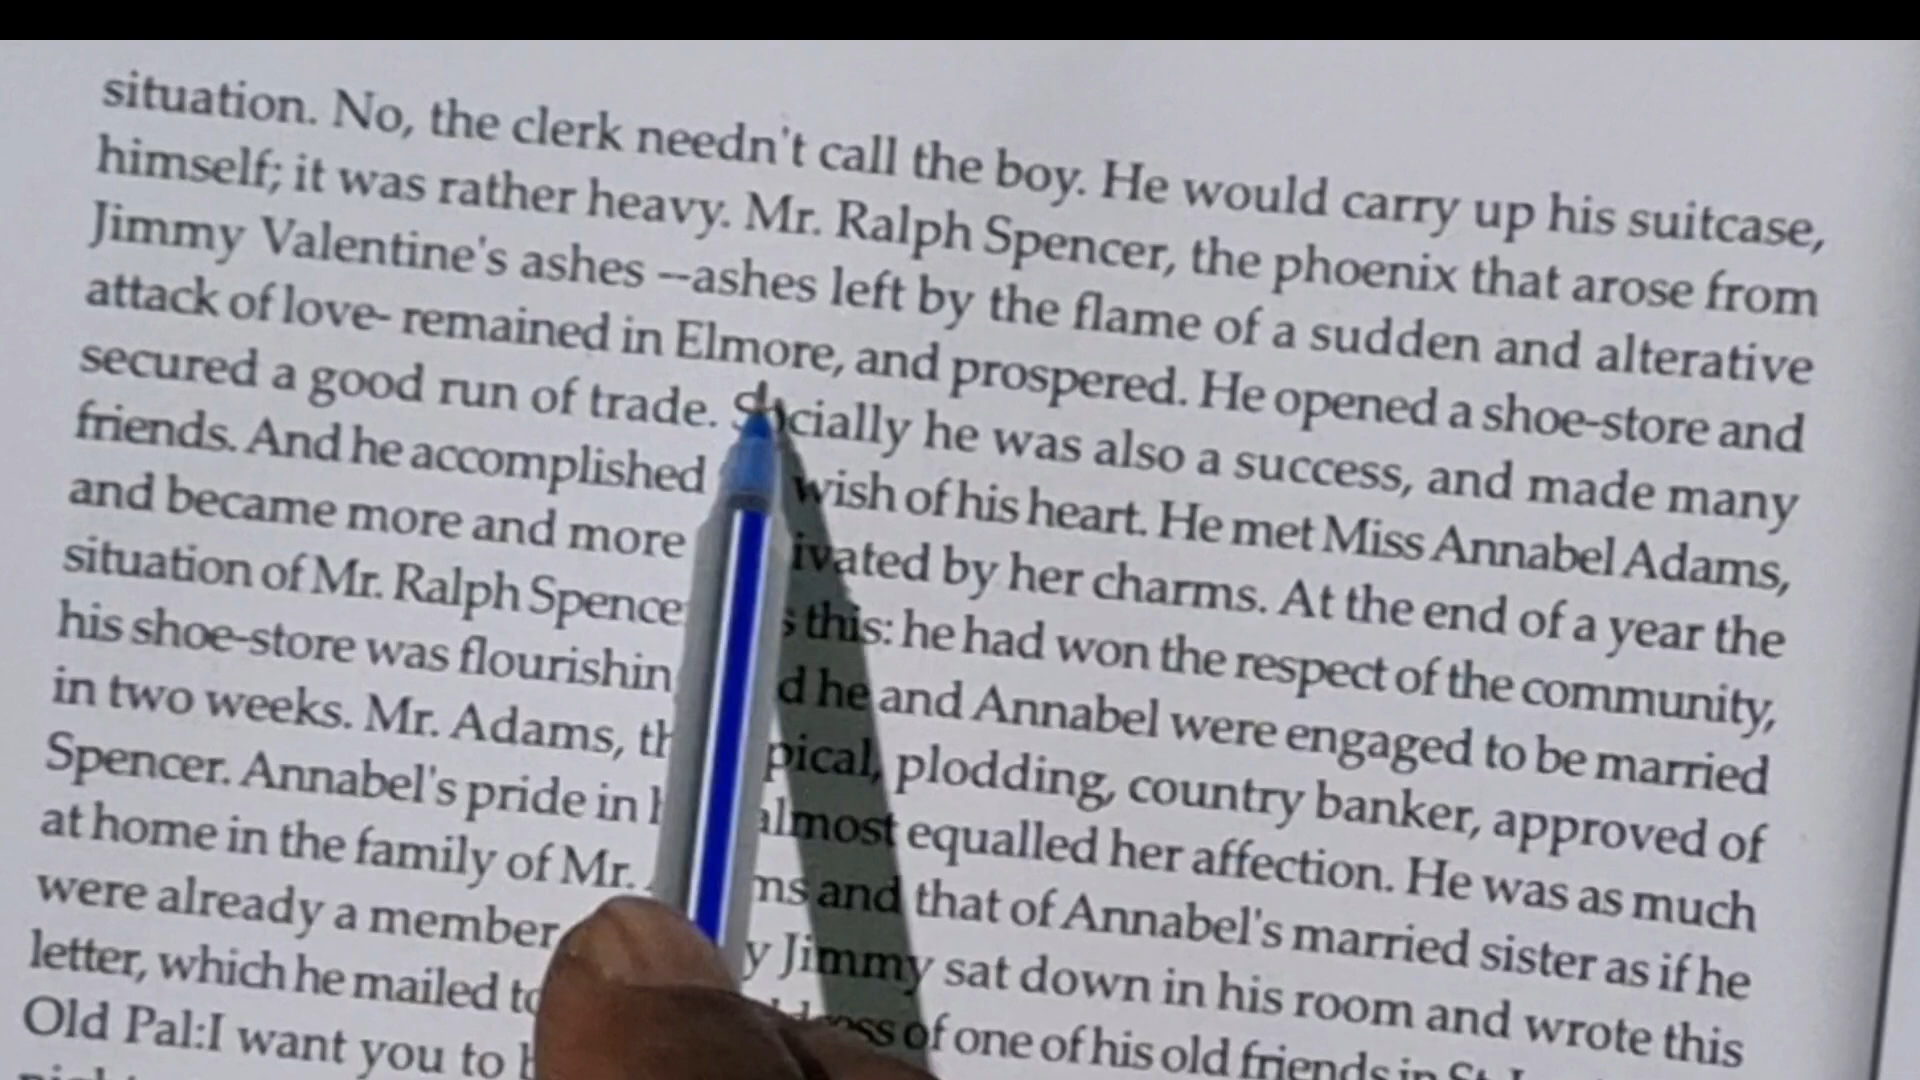 situation. No, the clerk needn't call the boy. He would carry up his suitcase,
himself; it was rather heavy. Mr. Ralph Spencer, the phoenix that arose from
Jimmy Valentine's ashes --ashes left by the flame of a sudden and alterative
attack of love- remained in Elmore, and prospered. He opened a shoe-store and
secured a good run of trade. Socially he was also a success, and made many
friends. And he accomplished wish of his heart. He met Miss Annabel Adams,
and became more and more by her charms. At the end of a year the
situation of Mr. Ralph this: he had won the respect of the community,
his shoe-store was he and Annabel were engaged to be married
in two weeks. Mr. Adams, plodding, country banker, approved of
Spencer. Annabel's pride in almost equalled her affection. He was as much
at home in the family of Mr. and that of Annabel's married sister as if he
were already a member Jimmy sat down in his room and wrote this
letter, which he mailed of one of his old friends in
Old Pal:I want you to